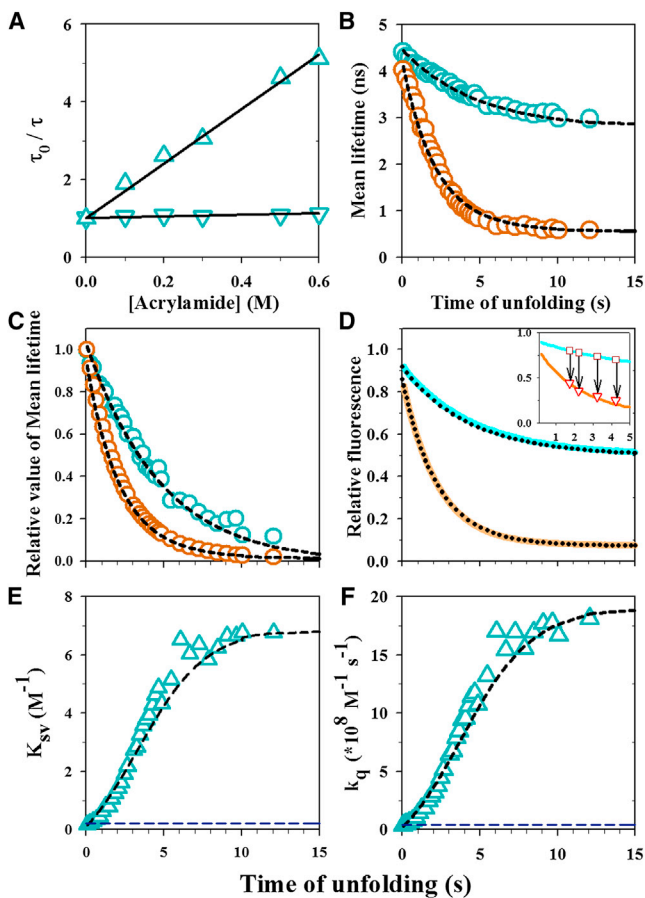 A
B
6
4
2
0
τ0 / τ
0.0 0.2 0.4 0.6
[Acrylamide] (M)
5
4
3
2
1
0
Mean lifetime (ns)
0 5 10 15
Time of unfolding (s)
C
D
1.0
0.8
0.6
0.4
0.2
0.0
Relative value of Mean lifetime
1.0
0.8
0.6
0.4
0.2
0.0
Relative fluorescence
1.0
0.5
0.0
1 2 3 4 5
E
F
8
6
4
2
0
Ksv (M-1)
0 5 10 15
20
15
10
5
0
kq (*10^8 M-1 s-1)
0 5 10 15
Time of unfolding (s)